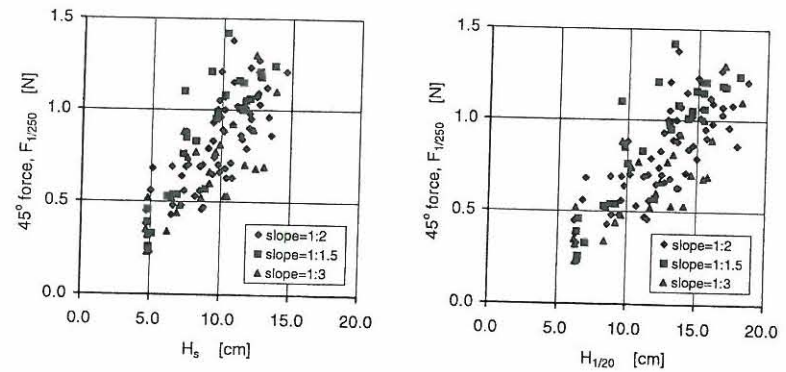 1.5
1.0
0.5
0.0
45° force, F1/250 [N]
slope=1:2
slope=1:1.5
slope=1:3
0.0 5.0 10.0 15.0 20.0
Hs [cm]
1.5
1.0
0.5
0.0
45° force, F1/250 [N]
slope=1:2
slope=1:1.5
slope=1:3
0.0 5.0 10.0 15.0 20.0
H1/20 [cm]